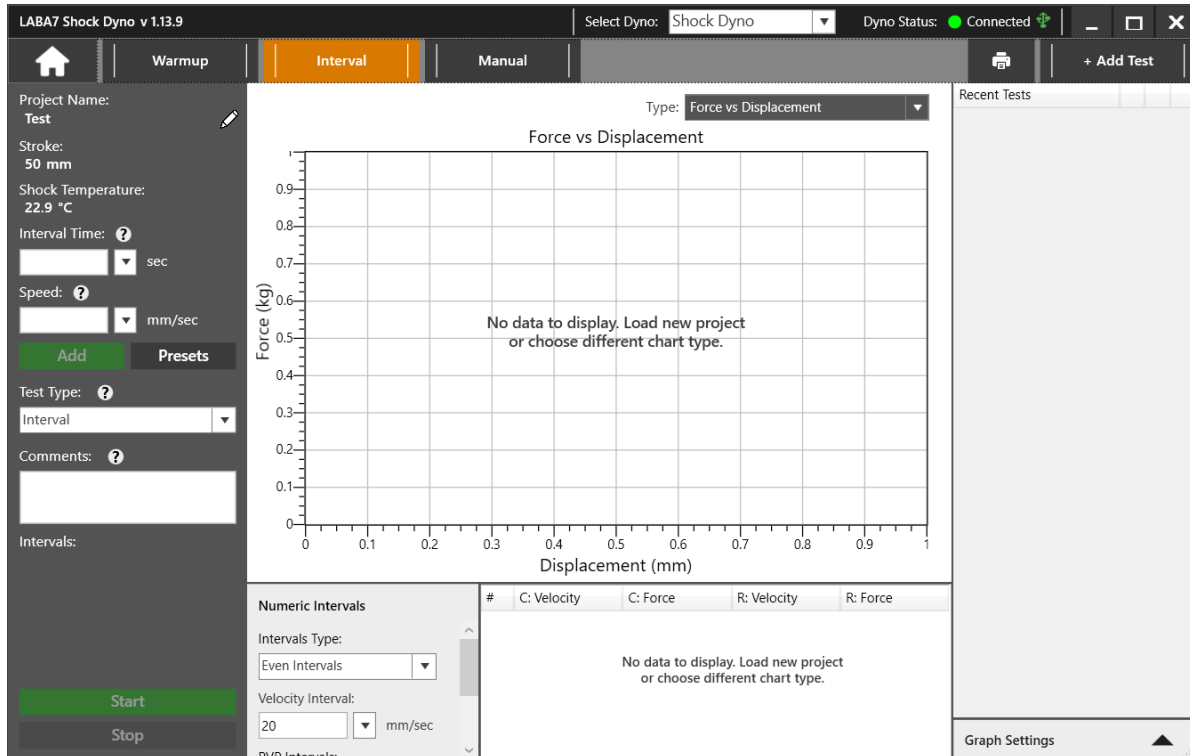 LABA7 Shock Dyno v 1.13.9
Select Dyno: Shock Dyno
Dyno Status: Connected
Warmup
Interval
Manual
+ Add Test
Project Name:
Test
Stroke:
50 mm
Shock Temperature:
22.9 °C
Interval Time: ?
sec
Speed: ?
mm/sec
Add
Presets
Test Type: ?
Interval
Comments: ?
Intervals:
Start
Stop
Type: Force vs Displacement
Force vs Displacement
Force (kg)
1
0.9
0.8
0.7
0.6
0.5
0.4
0.3
0.2
0.1
0
No data to display. Load new project
or choose different chart type.
0 0.1 0.2 0.3 0.4 0.5 0.6 0.7 0.8 0.9 1
Displacement (mm)
Numeric Intervals
Intervals Type:
Even Intervals
Velocity Interval:
20 mm/sec
PVP Intervals:
# C: Velocity C: Force R: Velocity R: Force
No data to display. Load new project
or choose different chart type.
Recent Tests
Graph Settings